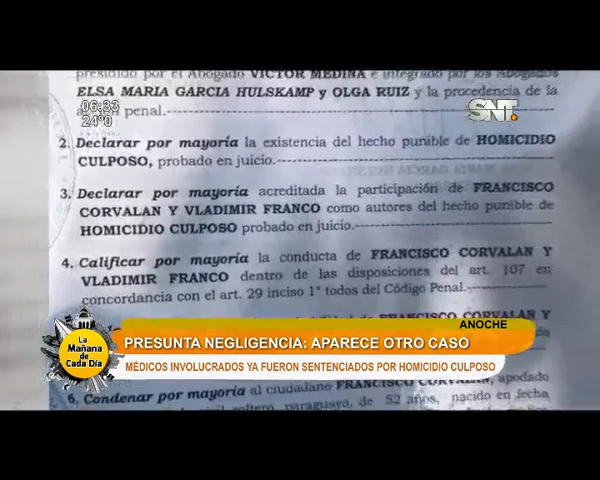 presidido por el Abogado VICTOR MEDINA e integrado por los Abogados
ELSA MARIA GARCIA HULSKAMP y OLGA RUIZ y la procedencia de la
penal.
06:33
24º0
SNT.
2. Declarar por mayoría la existencia del hecho punible de HOMICIDIO
CULPOSO, probado en juicio.
3. Declarar por mayoría acreditada la participación de FRANCISCO
CORVALAN Y VLADIMIR FRANCO como autores del hecho punible de
HOMICIDIO CULPOSO probado en juicio.
4. Calificar por mayoría la conducta de FRANCISCO CORVALAN Y
VLADIMIR FRANCO dentro de las disposiciones del art. 107 en
concordancia con el art. 29 inciso 1° todos del Código Penal.
FRANCISCO CORVALAN Y
ANOCHE
La
Mañana
de
Cada Día
PRESUNTA NEGLIGENCIA: APARECE OTRO CASO
MÉDICOS INVOLUCRADOS YA FUERON SENTENCIADOS POR HOMICIDIO CULPOSO
6. Condenar por mayoría al ciudadano FRANCISCO CORVALAN, apodado
soltero, paraguayo, de 52 años, nacido en fecha